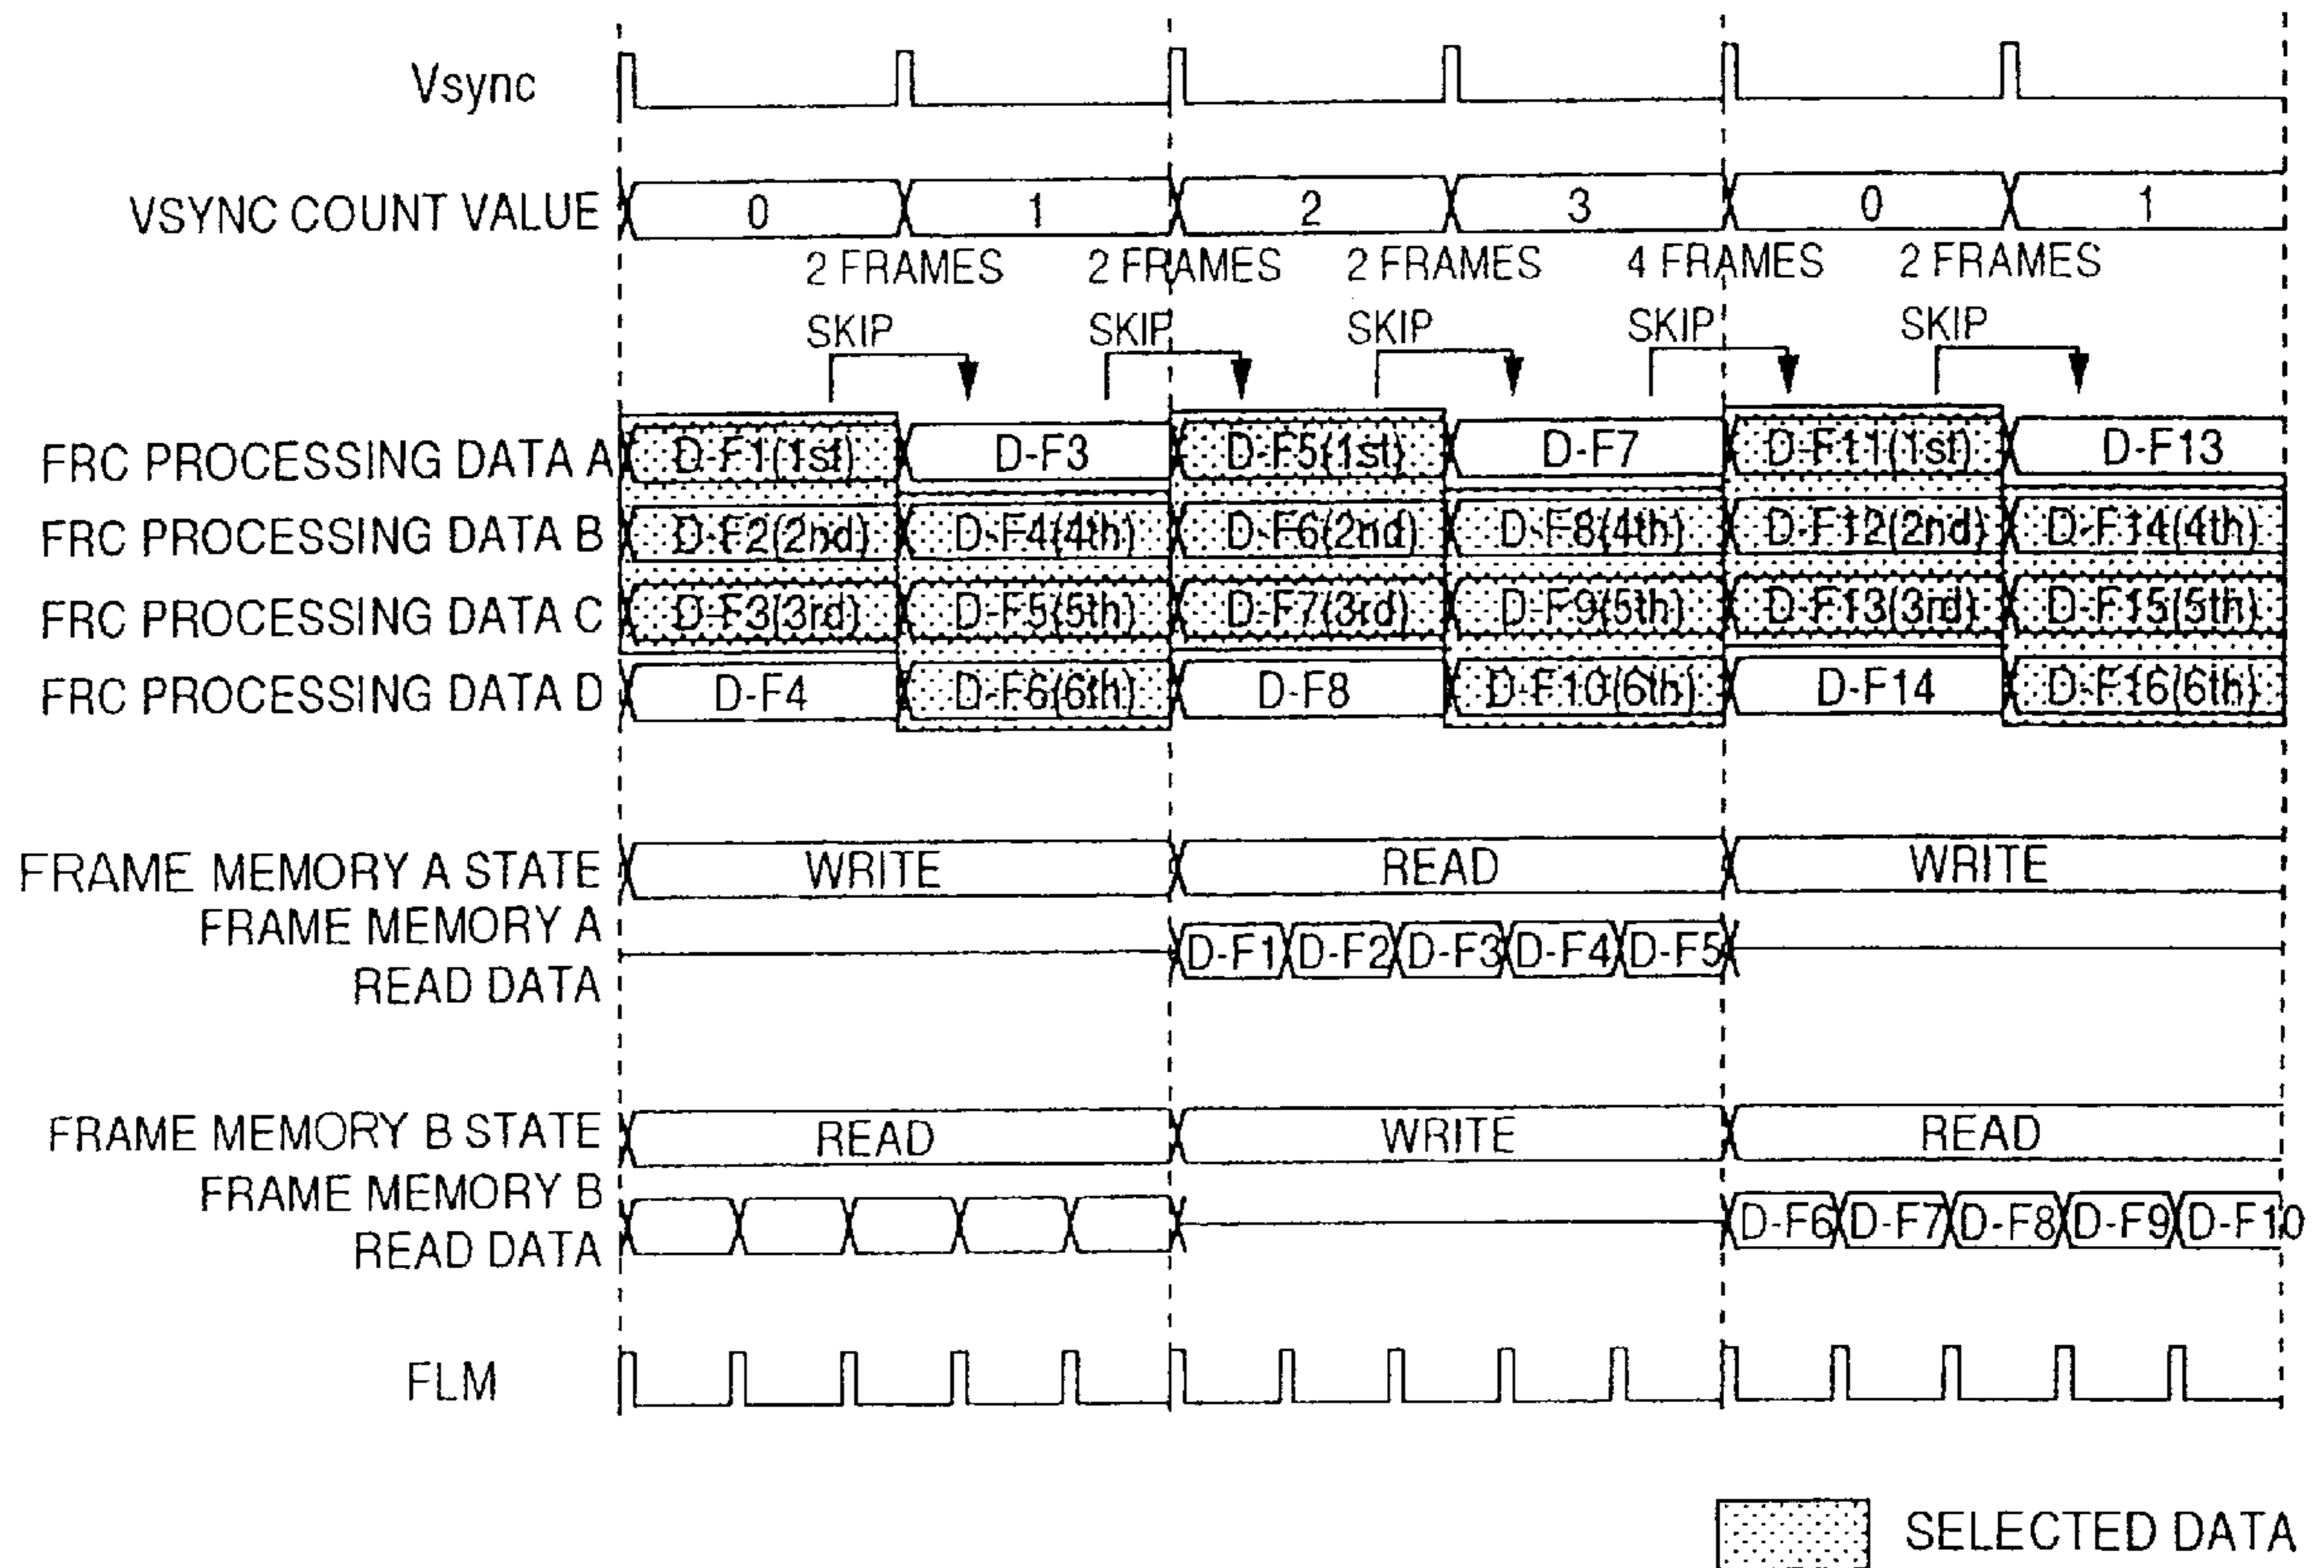 Vsync
VSYNC COUNT VALUE 0 1 2 3 0 1
2 FRAMES 2 FRAMES 2 FRAMES 4 FRAMES 2 FRAMES
SKIP SKIP SKIP SKIP SKIP
FRC PROCESSING DATA A D-F1(1st) D-F3 D-F5(1st) D-F7 D-F11(1st) D-F13
FRC PROCESSING DATA B D-F2(2nd) D-F4(4th) D-F6(2nd) D-F8(4th) D-F12(2nd) D-F14(4th)
FRC PROCESSING DATA C D-F3(3rd) D-F5(5th) D-F7(3rd) D-F9(5th) D-F13(3rd) D-F15(5th)
FRC PROCESSING DATA D D-F4 D-F6(6th) D-F8 D-F10(6th) D-F14 D-F16(6th)
FRAME MEMORY A STATE WRITE READ WRITE
FRAME MEMORY A
READ DATA D-F1 D-F2 D-F3 D-F4 D-F5
FRAME MEMORY B STATE READ WRITE READ
FRAME MEMORY B
READ DATA D-F6 D-F7 D-F8 D-F9 D-F10
FLM
SELECTED DATA